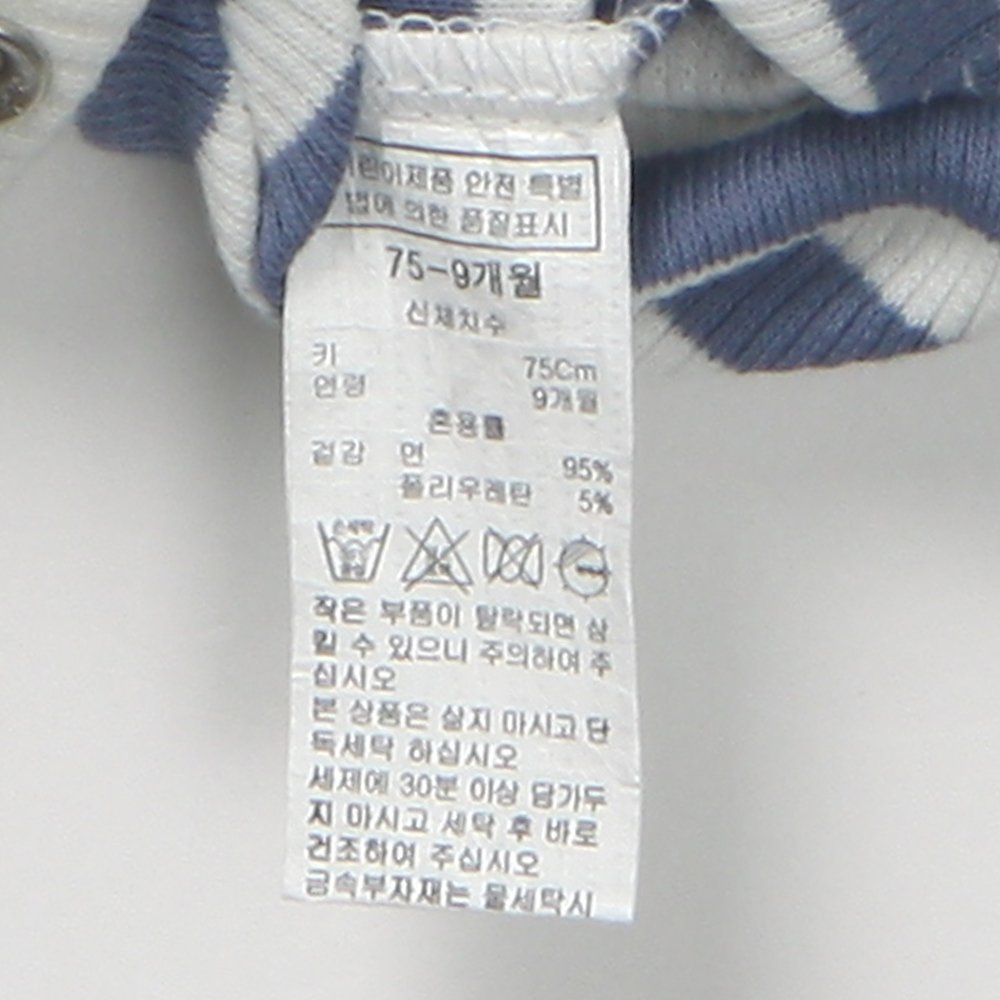 어린이제품 안전 특별
법에 의한 품질표시
75-9개월
신체치수
키 75Cm
연령 9개월
혼용률
겉감 면 95%
폴리우레탄 5%
손세탁
작은 부품이 탈락되면 삼
킬 수 있으니 주의하여 주
십시오
본 상품은 삶지 마시고 단
독세탁 하십시오
세제에 30분 이상 담가두
지 마시고 세탁 후 바로
건조하여 주십시오
금속부자재는 물세탁시